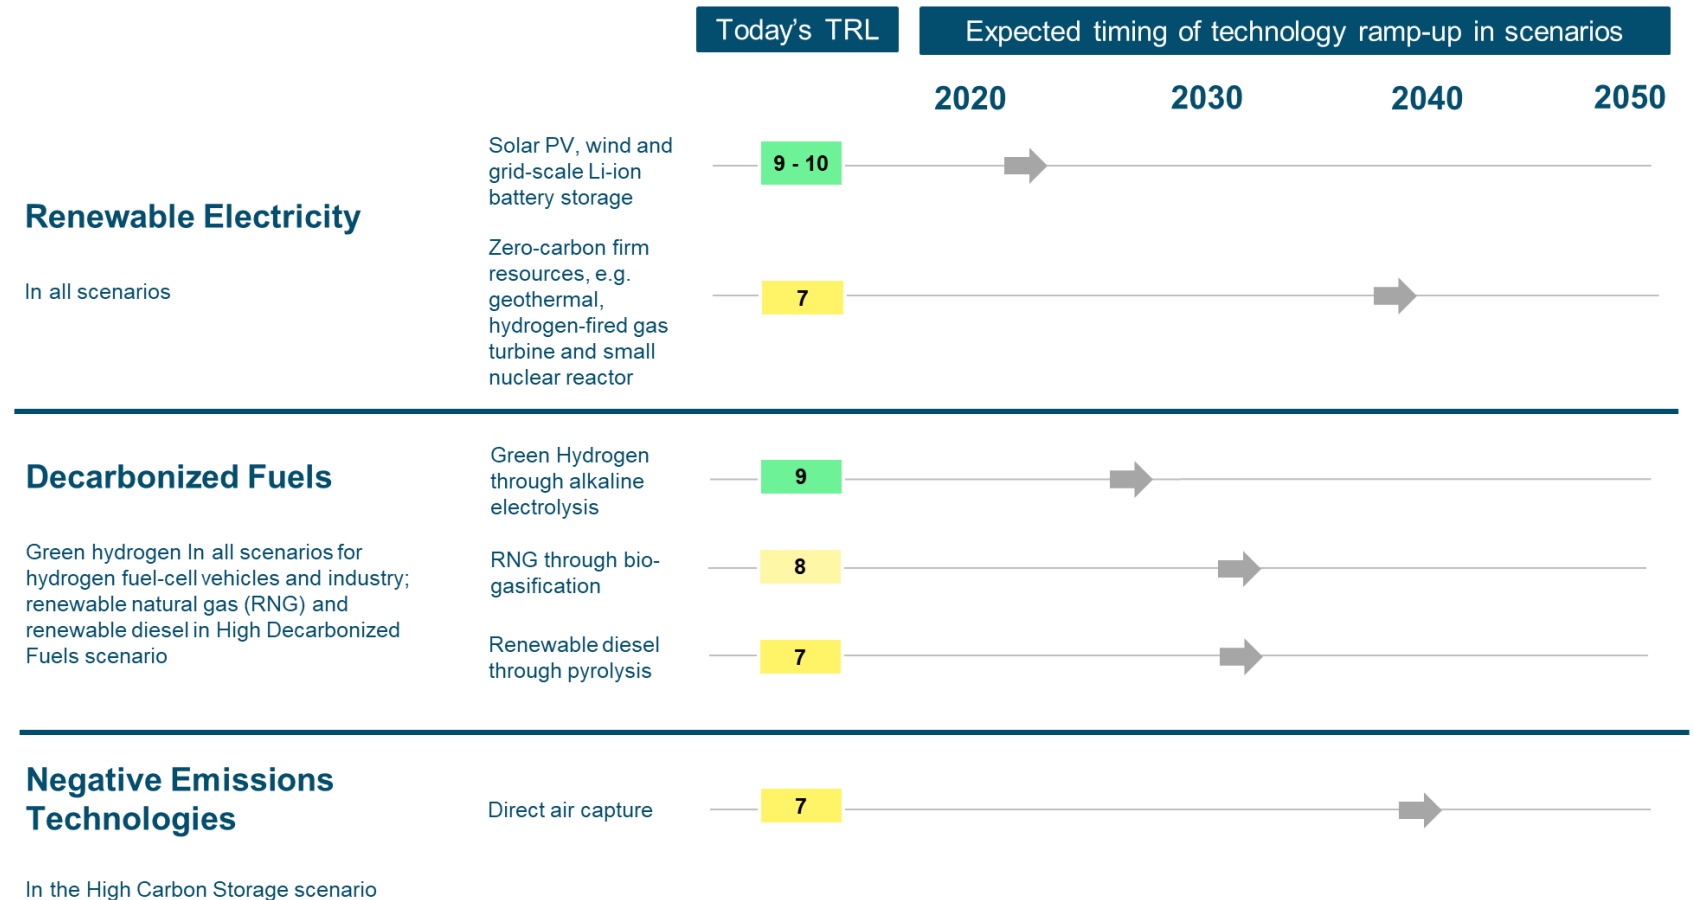 Today's TRL
Expected timing of technology ramp-up in scenarios
2020
2030
2040
2050
Renewable Electricity
In all scenarios
Solar PV, wind and
grid-scale Li-ion
battery storage
9 - 10
Zero-carbon firm
resources, e.g.
geothermal,
hydrogen-fired gas
turbine and small
nuclear reactor
7
Decarbonized Fuels
Green hydrogen In all scenarios for
hydrogen fuel-cell vehicles and industry;
renewable natural gas (RNG) and
renewable diesel in High Decarbonized
Fuels scenario
Green Hydrogen
through alkaline
electrolysis
9
RNG through bio-
gasification
8
Renewable diesel
through pyrolysis
7
Negative Emissions
Technologies
In the High Carbon Storage scenario
Direct air capture
7